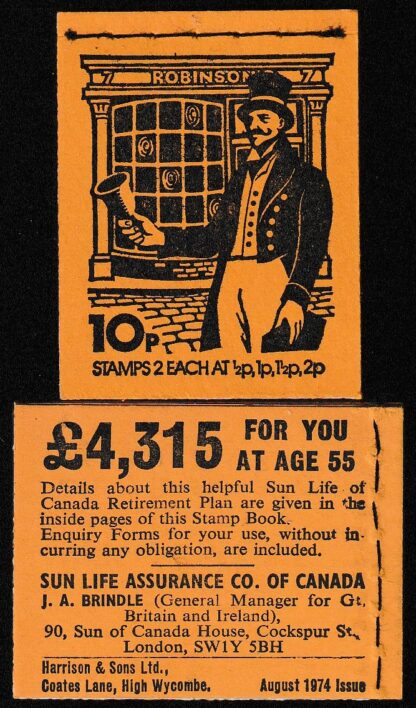 7 ROBINSON'S 7
10P
STAMPS 2 EACH AT ½p, 1p, 1½p, 2p
£4,315 FOR YOU
AT AGE 55
Details about this helpful Sun Life of
Canada Retirement Plan are given in the
inside pages of this Stamp Book.
Enquiry Forms for your use, without in-
curring any obligation, are included.
SUN LIFE ASSURANCE CO. OF CANADA
J. A. BRINDLE (General Manager for Gt.
Britain and Ireland),
90, Sun of Canada House, Cockspur St.,
London, SW1Y 5BH
Harrison & Sons Ltd.,
Coates Lane, High Wycombe. August 1974 Issue